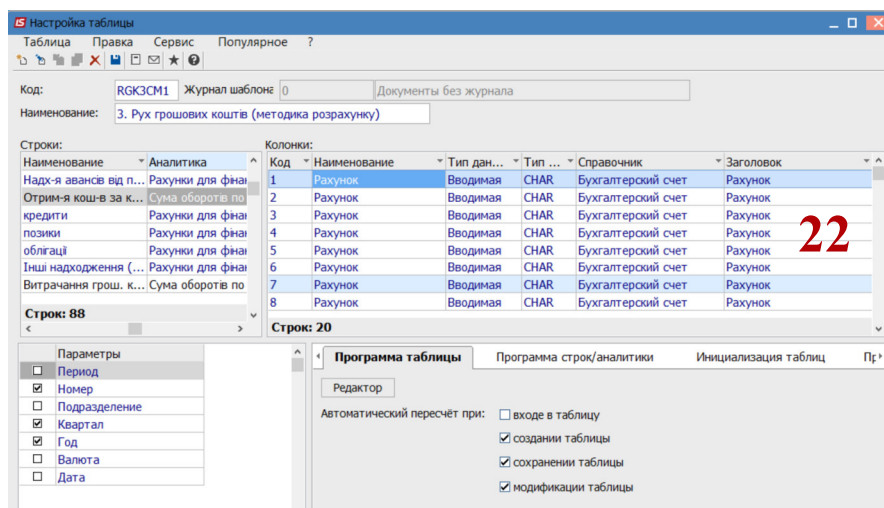 Настройка таблицы
Таблица Правка Сервис Популярное ?
Код: RGK3CM1 Журнал шаблона 0 Документы без журнала
Наименование: 3. Рух грошових коштів (методика розрахунку)
Строки: Колонки:
Наименование Аналитика Код Наименование Тип дан... Тип ... Справочник Заголовок
Надх-я авансів від п... Рахунки для фінан 1 Рахунок Вводимая CHAR Бухгалтерский счет Рахунок
Отрим-я кош-в за к... Сума оборотів по 2 Рахунок Вводимая CHAR Бухгалтерский счет Рахунок
кредити Рахунки для фінан 3 Рахунок Вводимая CHAR Бухгалтерский счет Рахунок
позики Рахунки для фінан 4 Рахунок Вводимая CHAR Бухгалтерский счет Рахунок
облігації Рахунки для фінан 5 Рахунок Вводимая CHAR Бухгалтерский счет Рахунок
Інші надходження (... Рахунки для фінан 6 Рахунок Вводимая CHAR Бухгалтерский счет Рахунок
Витрачання грош. к... Сума оборотів по 7 Рахунок Вводимая CHAR Бухгалтерский счет Рахунок
8 Рахунок Вводимая CHAR Бухгалтерский счет Рахунок
22
Строк: 88 Строк: 20
Параметры
Период
Номер
Подразделение
Квартал
Год
Валюта
Дата
Программа таблицы Программа строк/аналитики Инициализация таблиц Пр
Редактор
Автоматический пересчёт при: входе в таблицу
создании таблицы
сохранении таблицы
модификации таблицы